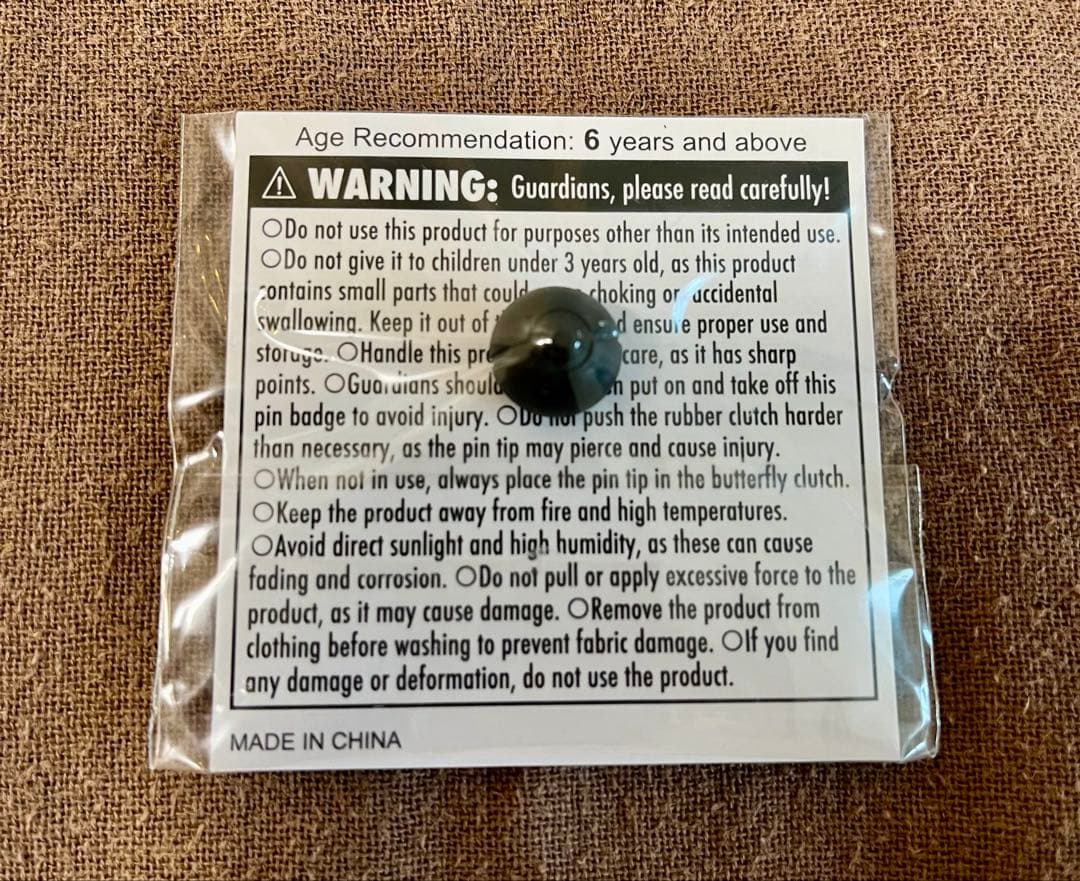 Age Recommendation: 6 years and above
⚠ WARNING: Guardians, please read carefully!
○Do not use this product for purposes other than its intended use.
○Do not give it to children under 3 years old, as this product
contains small parts that could choking or accidental
swallowing. Keep it out of ensure proper use and
storage. ○Handle this care, as it has sharp
points. ○Guardians should put on and take off this
pin badge to avoid injury. ○Do not push the rubber clutch harder
than necessary, as the pin tip may pierce and cause injury.
○When not in use, always place the pin tip in the butterfly clutch.
○Keep the product away from fire and high temperatures.
○Avoid direct sunlight and high humidity, as these can cause
fading and corrosion. ○Do not pull or apply excessive force to the
product, as it may cause damage. ○Remove the product from
clothing before washing to prevent fabric damage. ○If you find
any damage or deformation, do not use the product.
MADE IN CHINA